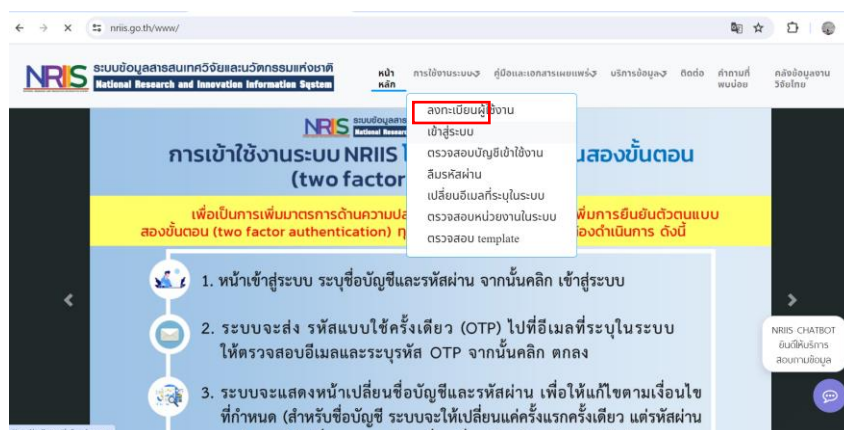 nriis.go.th/www/
NRIS ระบบข้อมูลสารสนเทศวิจัยและนวัตกรรมแห่งชาติ
National Research and Innovation Information System
หน้าหลัก
การใช้งานระบบ
คู่มือและเอกสารเผยแพร่
บริการข้อมูล
ติดต่อ
คำถามที่พบบ่อย
คลังข้อมูลงานวิจัยไทย
ลงทะเบียนผู้ใช้งาน
เข้าสู่ระบบ
ตรวจสอบบัญชีเข้าใช้งาน
ลืมรหัสผ่าน
เปลี่ยนอีเมลที่ระบุในระบบ
ตรวจสอบหน่วยงานในระบบ
ตรวจสอบ template
NRIS
การเข้าใช้งานระบบ NRIIS
นสองขั้นตอน
(two factor
เพื่อเป็นการเพิ่มมาตรการด้านความปล
พิ่มการยืนยันตัวตนแบบ
สองขั้นตอน (two factor authentication)
้องดำเนินการ ดังนี้
1. หน้าเข้าสู่ระบบ ระบุชื่อบัญชีและรหัสผ่าน จากนั้นคลิก เข้าสู่ระบบ
2. ระบบจะส่ง รหัสแบบใช้ครั้งเดียว (OTP) ไปที่อีเมลที่ระบุในระบบ
ให้ตรวจสอบอีเมลและระบุรหัส OTP จากนั้นคลิก ตกลง
3. ระบบจะแสดงหน้าเปลี่ยนชื่อบัญชีและรหัสผ่าน เพื่อให้แก้ไขตามเงื่อนไข
ที่กำหนด (สำหรับชื่อบัญชี ระบบจะให้เปลี่ยนแค่ครั้งแรกครั้งเดียว แต่รหัสผ่าน
NRIIS CHATBOT
ยินดีให้บริการ
สอบถามข้อมูล